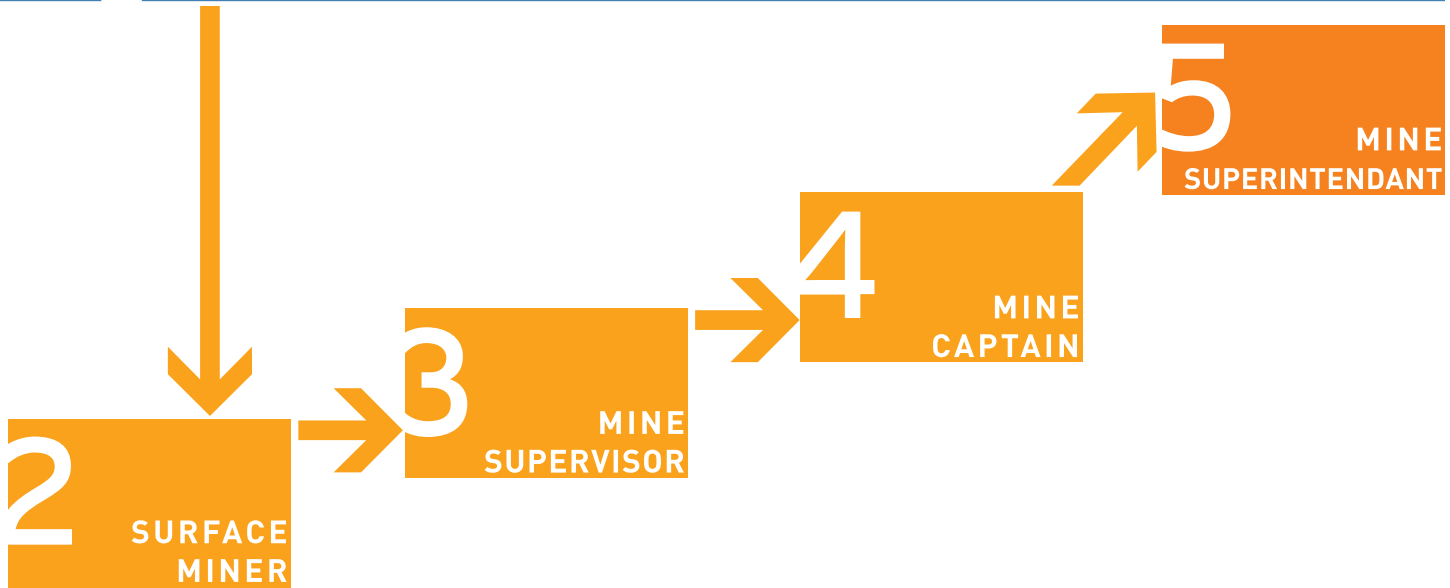 2
SURFACE
MINER
3
MINE
SUPERVISOR
4
MINE
CAPTAIN
5
MINE
SUPERINTENDANT